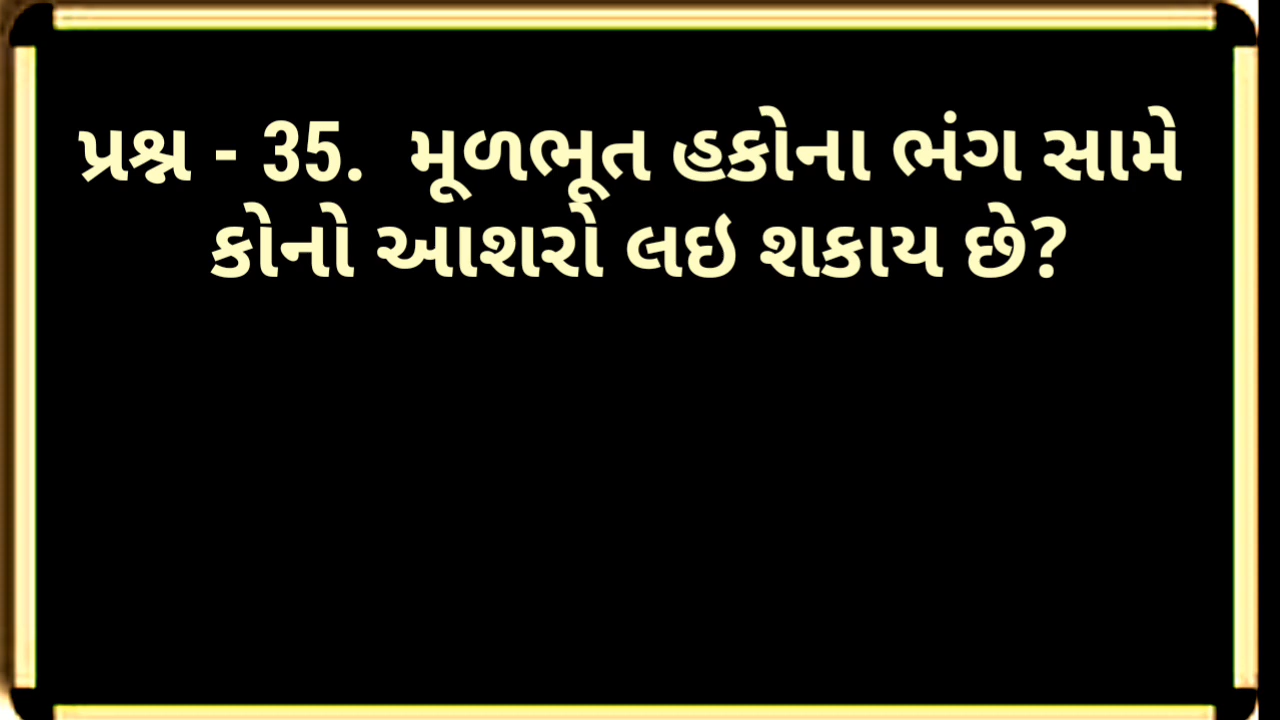 પ્રશ્ન - 35. મૂળભૂત હકોના ભંગ સામે
કોનો આશરો લઇ શકાય છે?